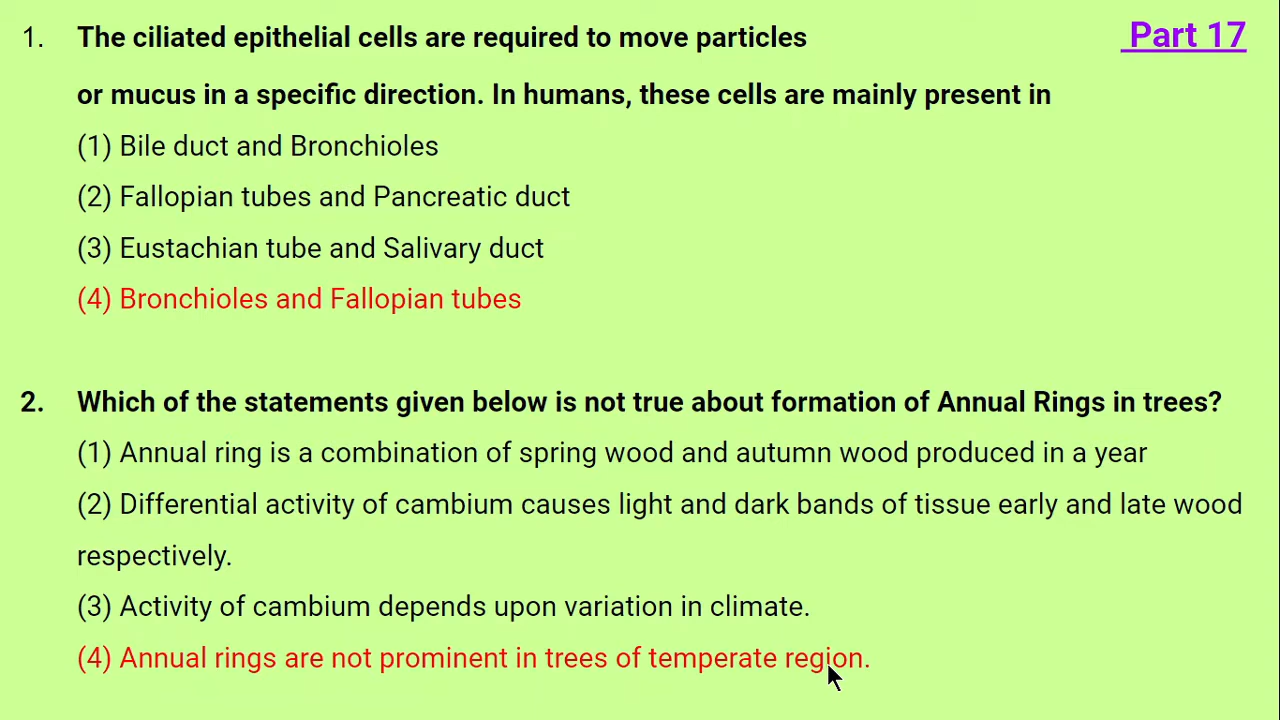 1. The ciliated epithelial cells are required to move particles
Part 17
or mucus in a specific direction. In humans, these cells are mainly present in
(1) Bile duct and Bronchioles
(2) Fallopian tubes and Pancreatic duct
(3) Eustachian tube and Salivary duct
(4) Bronchioles and Fallopian tubes
2. Which of the statements given below is not true about formation of Annual Rings in trees?
(1) Annual ring is a combination of spring wood and autumn wood produced in a year
(2) Differential activity of cambium causes light and dark bands of tissue early and late wood
respectively.
(3) Activity of cambium depends upon variation in climate.
(4) Annual rings are not prominent in trees of temperate region.